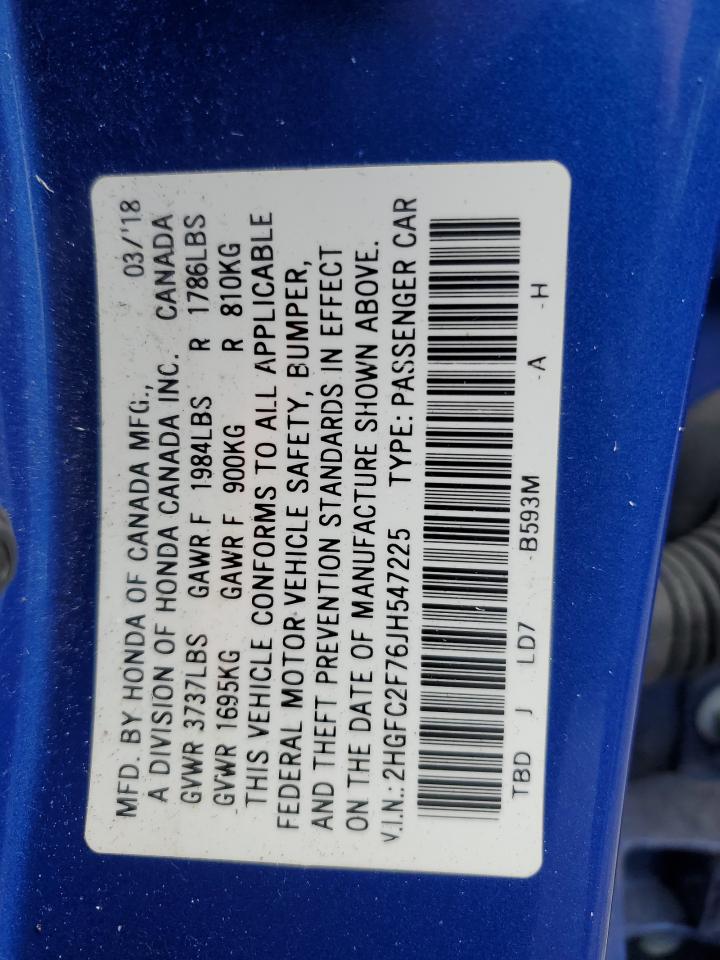 MFD. BY HONDA OF CANADA MFG., 03/'18
A DIVISION OF HONDA CANADA INC. CANADA
GVWR 3737LBS GAWR F 1984LBS R 1786LBS
GVWR 1695KG GAWR F 900KG R 810KG
THIS VEHICLE CONFORMS TO ALL APPLICABLE
FEDERAL MOTOR VEHICLE SAFETY, BUMPER,
AND THEFT PREVENTION STANDARDS IN EFFECT
ON THE DATE OF MANUFACTURE SHOWN ABOVE.
V.I.N.: 2HGFC2F76JH547225 TYPE: PASSENGER CAR
TBD J LD7 -B593M -A -H